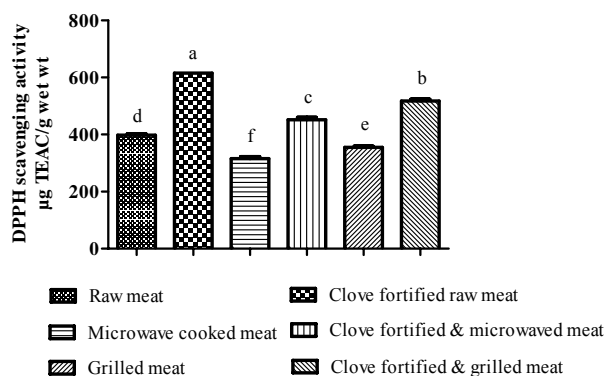 DPPH scavenging activity
µg TEAC/g wet wt
800
600
400
200
0
d
a
f
c
e
b
Raw meat
Clove fortified raw meat
Microwave cooked meat
Clove fortified & microwaved meat
Grilled meat
Clove fortified & grilled meat